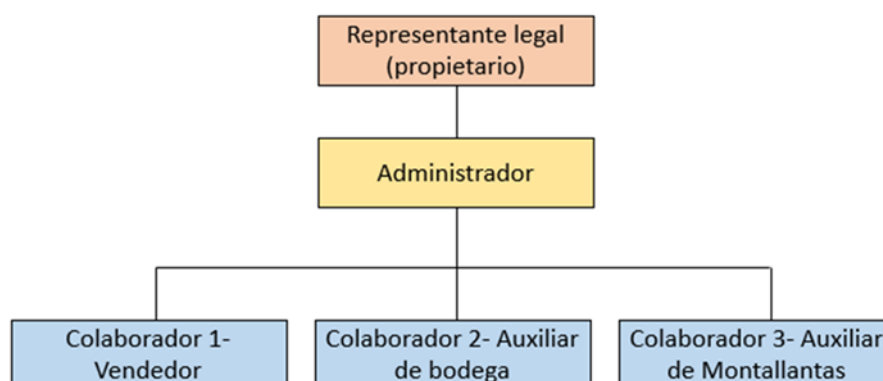 Representante legal
(propietario)
Administrador
Colaborador 1-
Vendedor
Colaborador 2- Auxiliar
de bodega
Colaborador 3- Auxiliar
de Montallantas